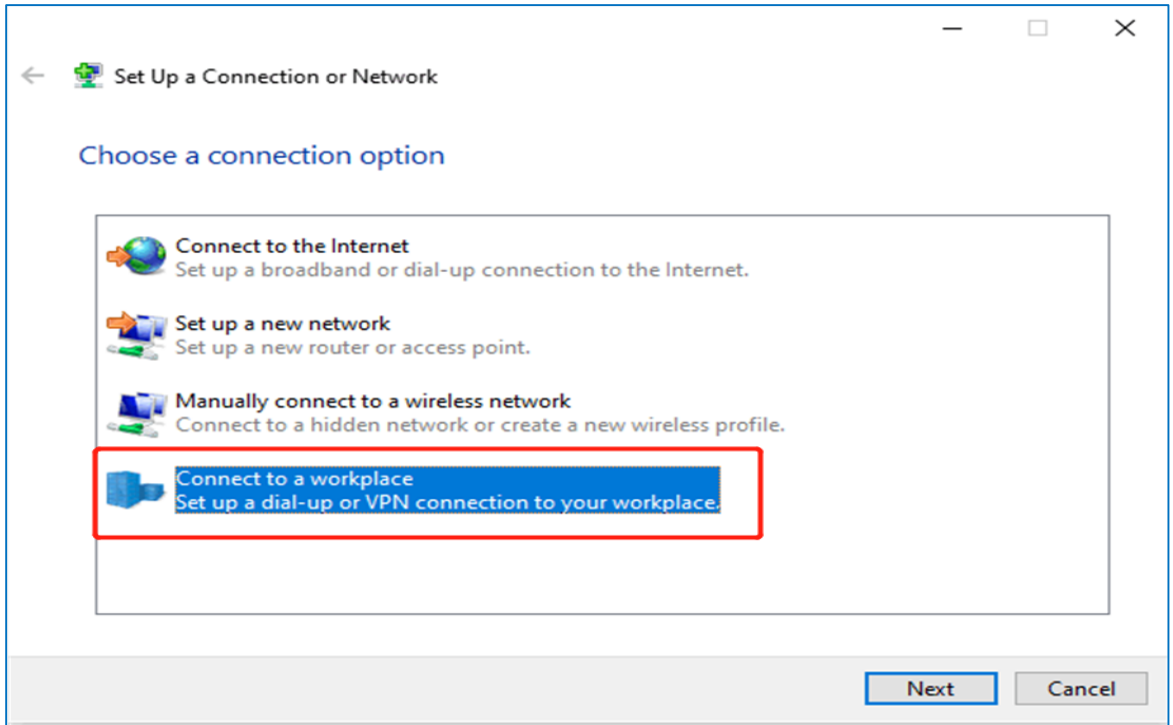 Set Up a Connection or Network
Choose a connection option
Connect to the Internet
Set up a broadband or dial-up connection to the Internet.
Set up a new network
Set up a new router or access point.
Manually connect to a wireless network
Connect to a hidden network or create a new wireless profile.
Connect to a workplace
Set up a dial-up or VPN connection to your workplace.
Next Cancel